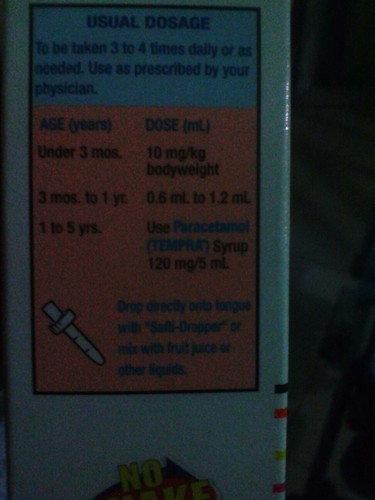 USUAL DOSAGE
To be taken 3 to 4 times daily or as
needed. Use as prescribed by your
physician.
AGE (years) DOSE (mL)
Under 3 mos. 10 mg/kg
bodyweight
3 mos. to 1 yr. 0.6 mL to 1.2 mL
1 to 5 yrs. Use Paracetamol
(TEMPRA) Syrup
120 mg/5 mL
Drop directly onto tongue
with "Safti-Dropper" or
mix with fruit juice or
other liquids.
NO
SHAKE